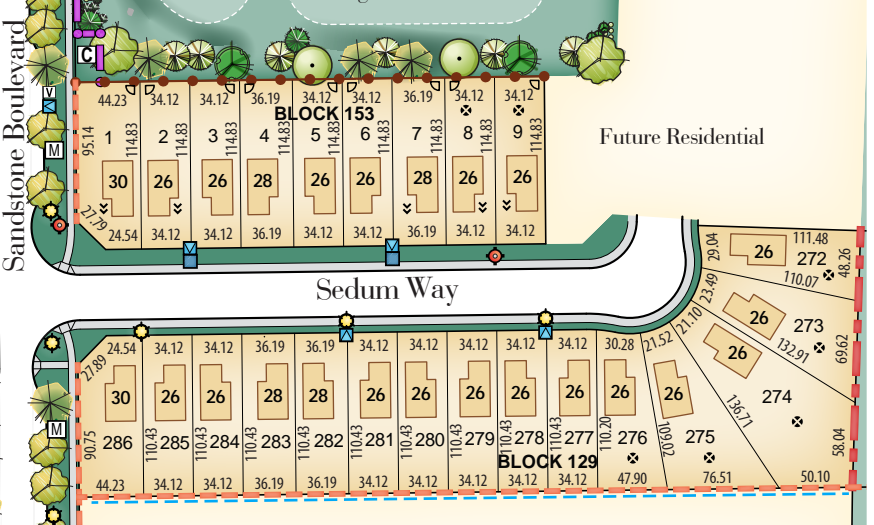 Sandstone Boulevard
C
V
M
44.23 34.12 34.12 36.19 34.12 34.12 36.19 34.12 34.12
BLOCK 153
1 2 3 4 5 6 7 8 9
95.14 114.83 114.83 114.83 114.83 114.83 114.83 114.83 114.83 114.83
Future Residential
30 26 26 28 26 26 28 26 26
27.79
24.54 34.12 34.12 36.19 34.12 34.12 36.19 34.12 34.12
V V
Sedum Way
29.04 26 111.48 272 48.26
110.07
23.49 26 273 69.62
21.10 26 132.91
21.52
V V
27.89 24.54 34.12 34.12 36.19 36.19 34.12 34.12 34.12 34.12 34.12 30.28
30 26 26 28 28 26 26 26 26 26 26 26
136.71 274
90.75 286 110.43 285 110.43 284 110.43 283 110.43 282 110.43 281 110.43 280 110.43 279 110.43 278 110.43 277 110.20 276 109.02 275 58.04
M
BLOCK 129
44.23 34.12 34.12 36.19 36.19 34.12 34.12 34.12 34.12 34.12 47.90 76.51 50.10